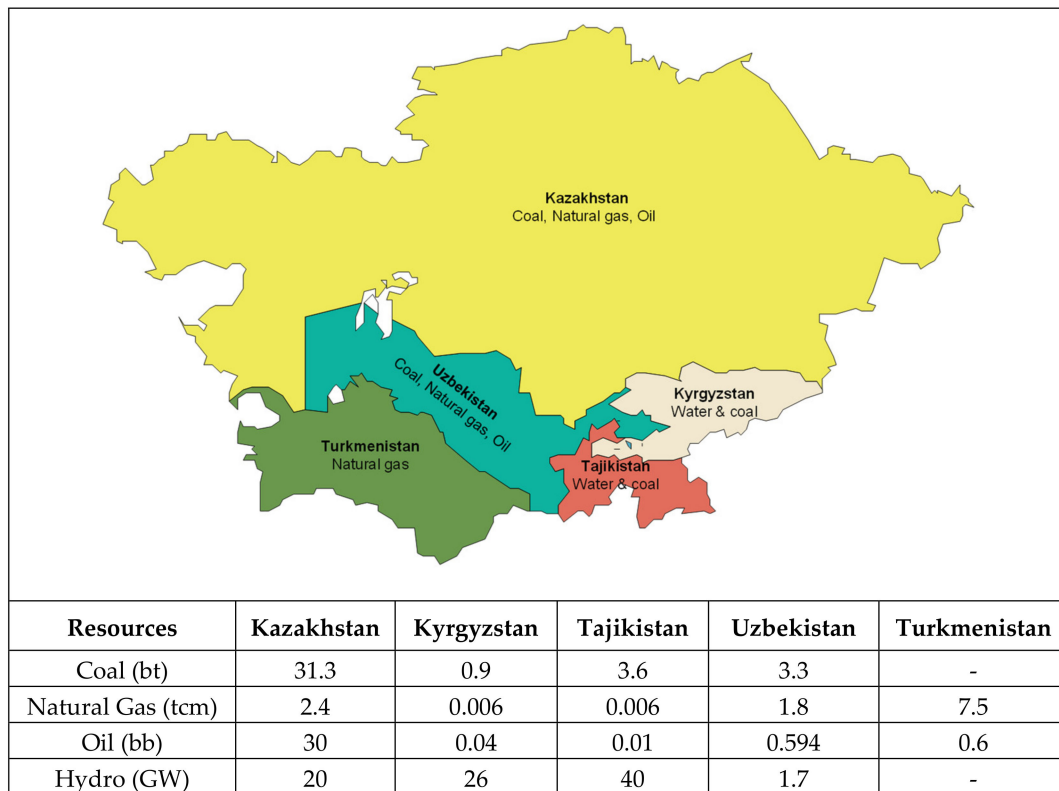 Kazakhstan
Coal, Natural gas, Oil
Uzbekistan
Coal, Natural gas, Oil
Kyrgyzstan
Water & coal
Turkmenistan
Natural gas
Tajikistan
Water & coal
Resources Kazakhstan Kyrgyzstan Tajikistan Uzbekistan Turkmenistan
Coal (bt) 31.3 0.9 3.6 3.3 -
Natural Gas (tcm) 2.4 0.006 0.006 1.8 7.5
Oil (bb) 30 0.04 0.01 0.594 0.6
Hydro (GW) 20 26 40 1.7 -